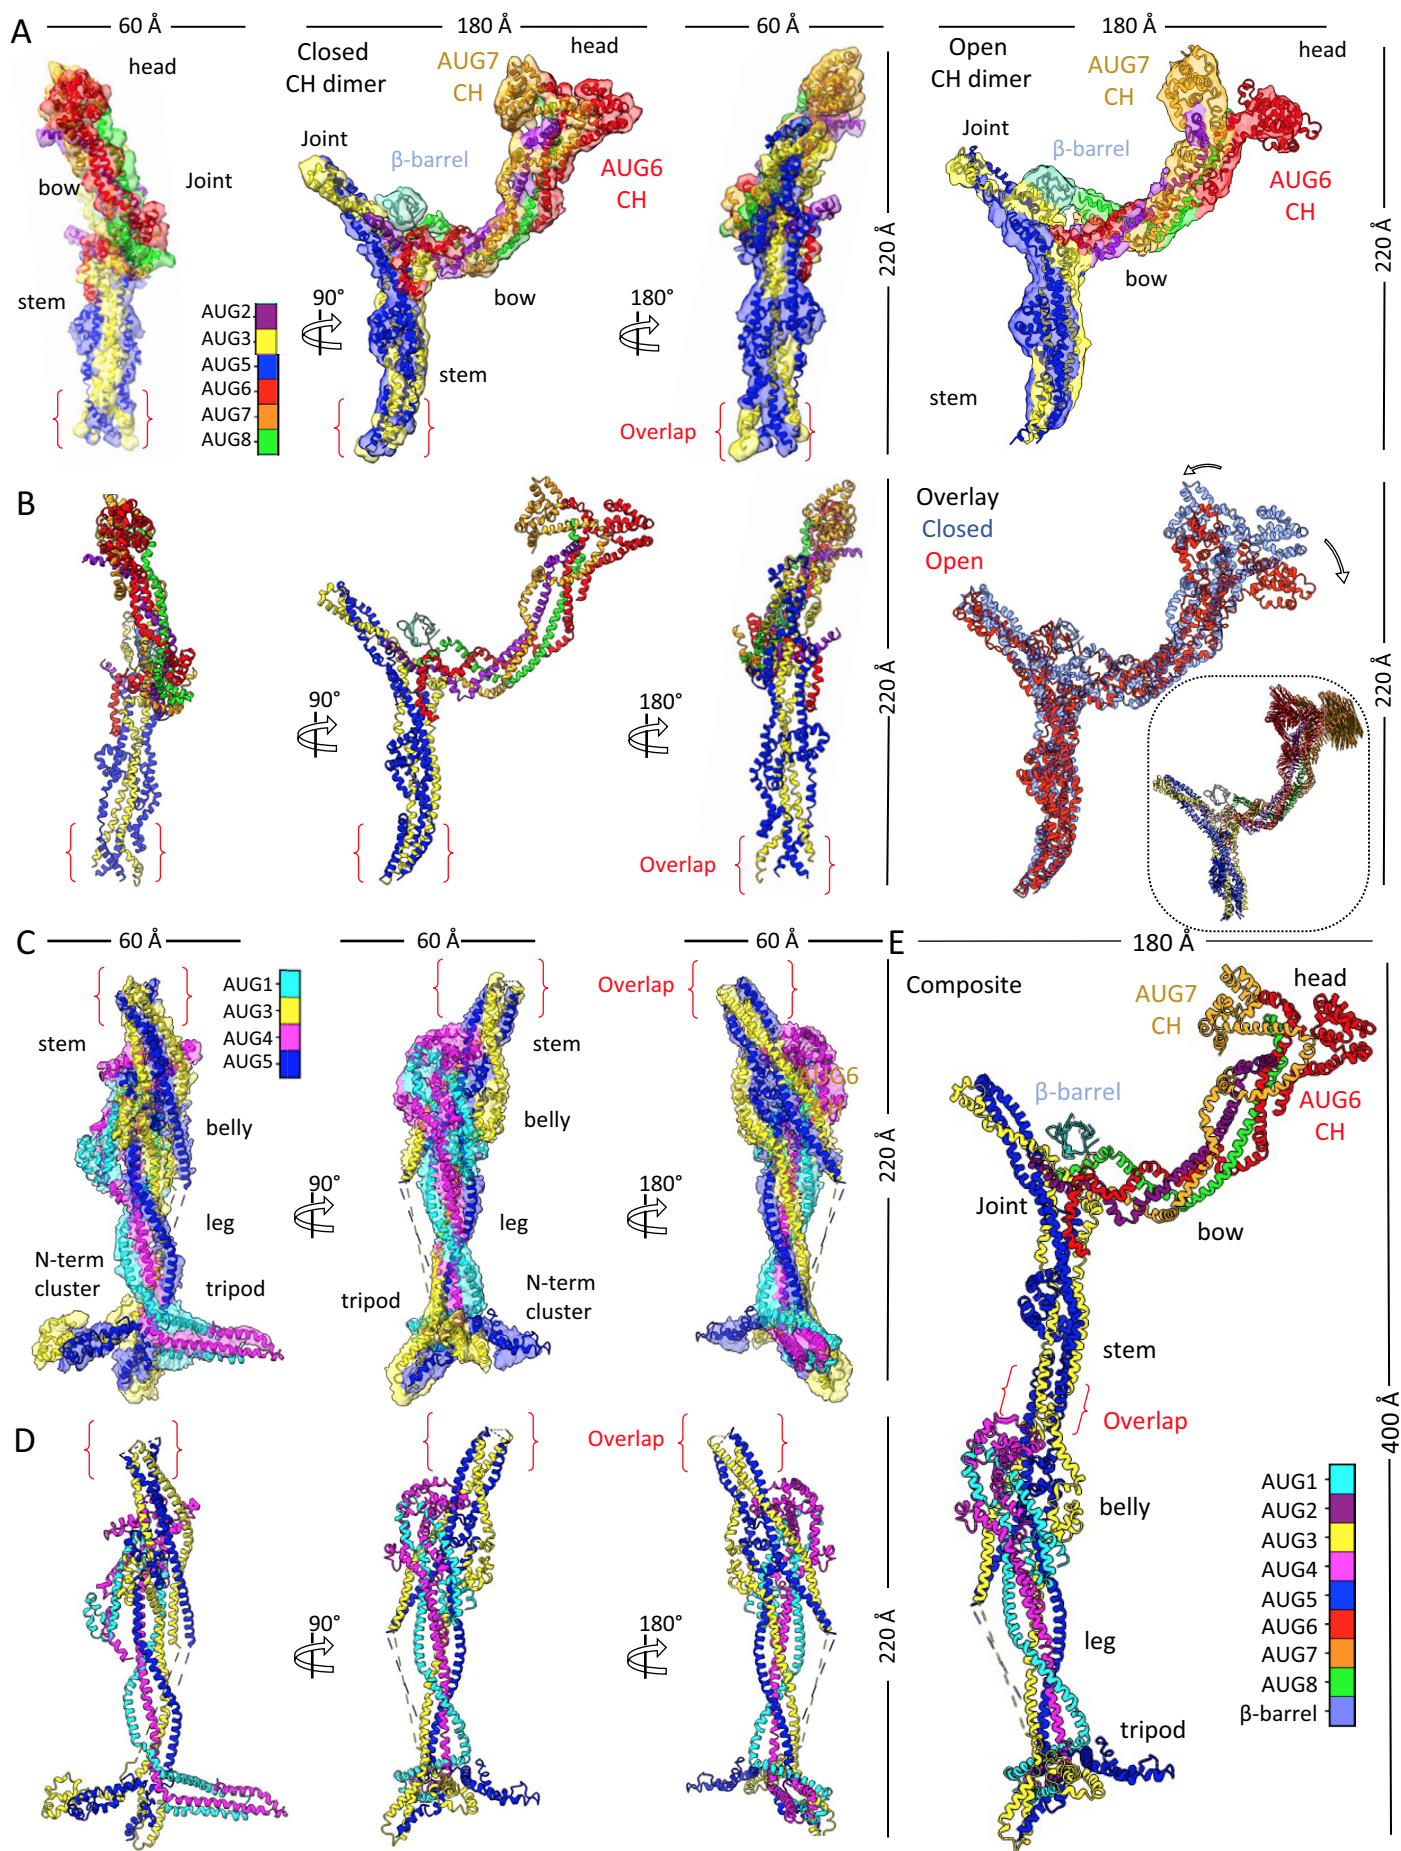 A
60 Å
180 Å
60 Å
180 Å
head
Closed
CH dimer
AUG7
CH
head
Open
CH dimer
AUG7
CH
head
Joint
β-barrel
bow
Joint
AUG6
CH
Joint
β-barrel
AUG6
CH
220 Å
220 Å
stem
90°
bow
180°
bow
AUG2
AUG3
AUG5
AUG6
AUG7
AUG8
stem
Overlap
stem
B
Overlay
Closed
Open
90°
180°
220 Å
220 Å
Overlap
C
60 Å
60 Å
60 Å
E
180 Å
AUG1
AUG3
AUG4
AUG5
Overlap
Composite
AUG7
CH
head
stem
stem
AUG6
belly
belly
β-barrel
AUG6
CH
220 Å
90°
180°
leg
leg
Joint
bow
N-term
cluster
tripod
tripod
N-term
cluster
stem
D
Overlap
Overlap
400 Å
AUG1
AUG2
AUG3
AUG4
AUG5
AUG6
AUG7
AUG8
β-barrel
belly
90°
180°
220 Å
leg
tripod